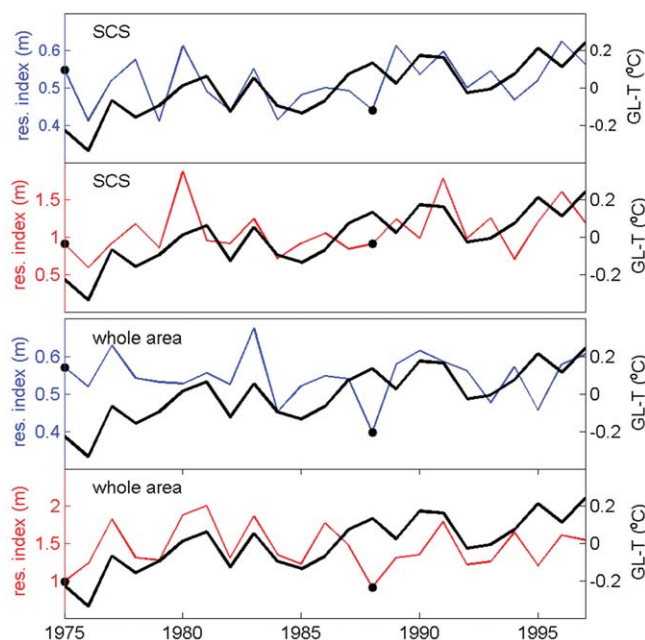 SCS
res. index (m)
0.6
0.5
0.4
0.2
0
-0.2
GL-T (ºC)
SCS
res. index (m)
1.5
1
0.5
0.2
0
-0.2
GL-T (ºC)
whole area
res. index (m)
0.6
0.4
0.2
0
-0.2
GL-T (ºC)
whole area
res. index (m)
2
1.5
1
0.2
0
-0.2
GL-T (ºC)
1975 1980 1985 1990 1995